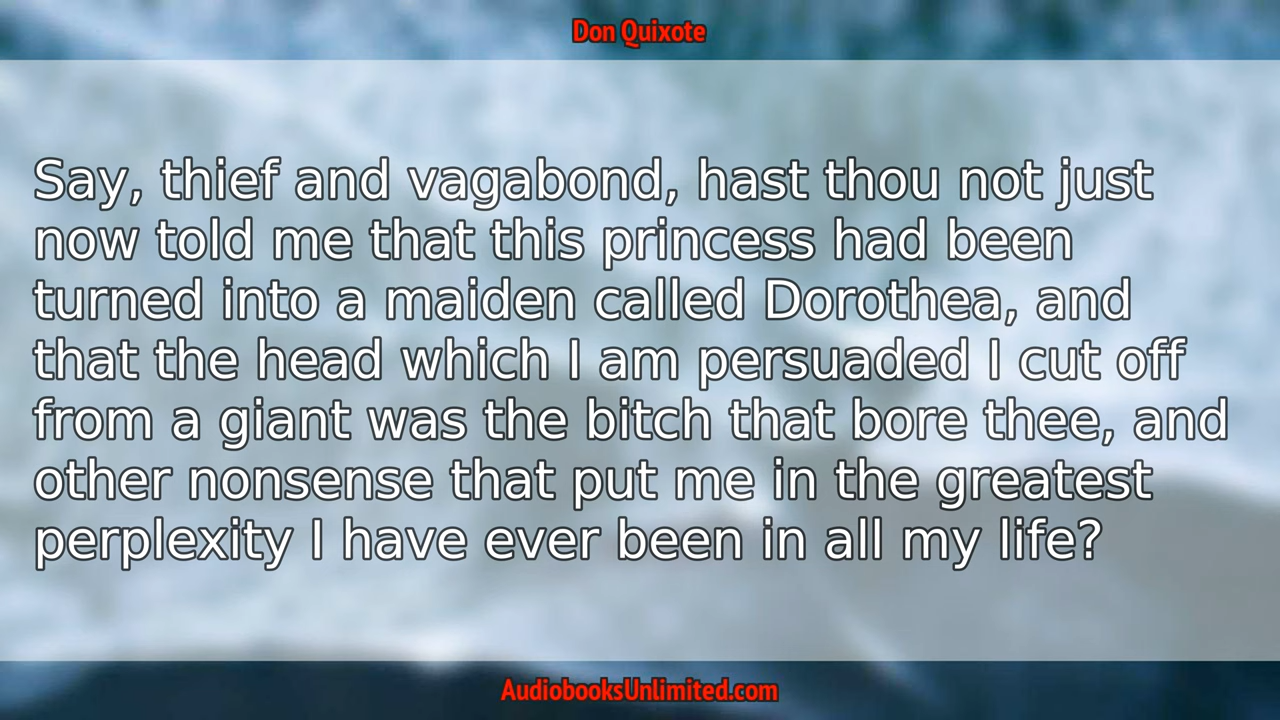 Don Quixote
Say, thief and vagabond, hast thou not just
now told me that this princess had been
turned into a maiden called Dorothea, and
that the head which I am persuaded I cut off
from a giant was the bitch that bore thee, and
other nonsense that put me in the greatest
perplexity I have ever been in all my life?
AudiobooksUnlimited.com